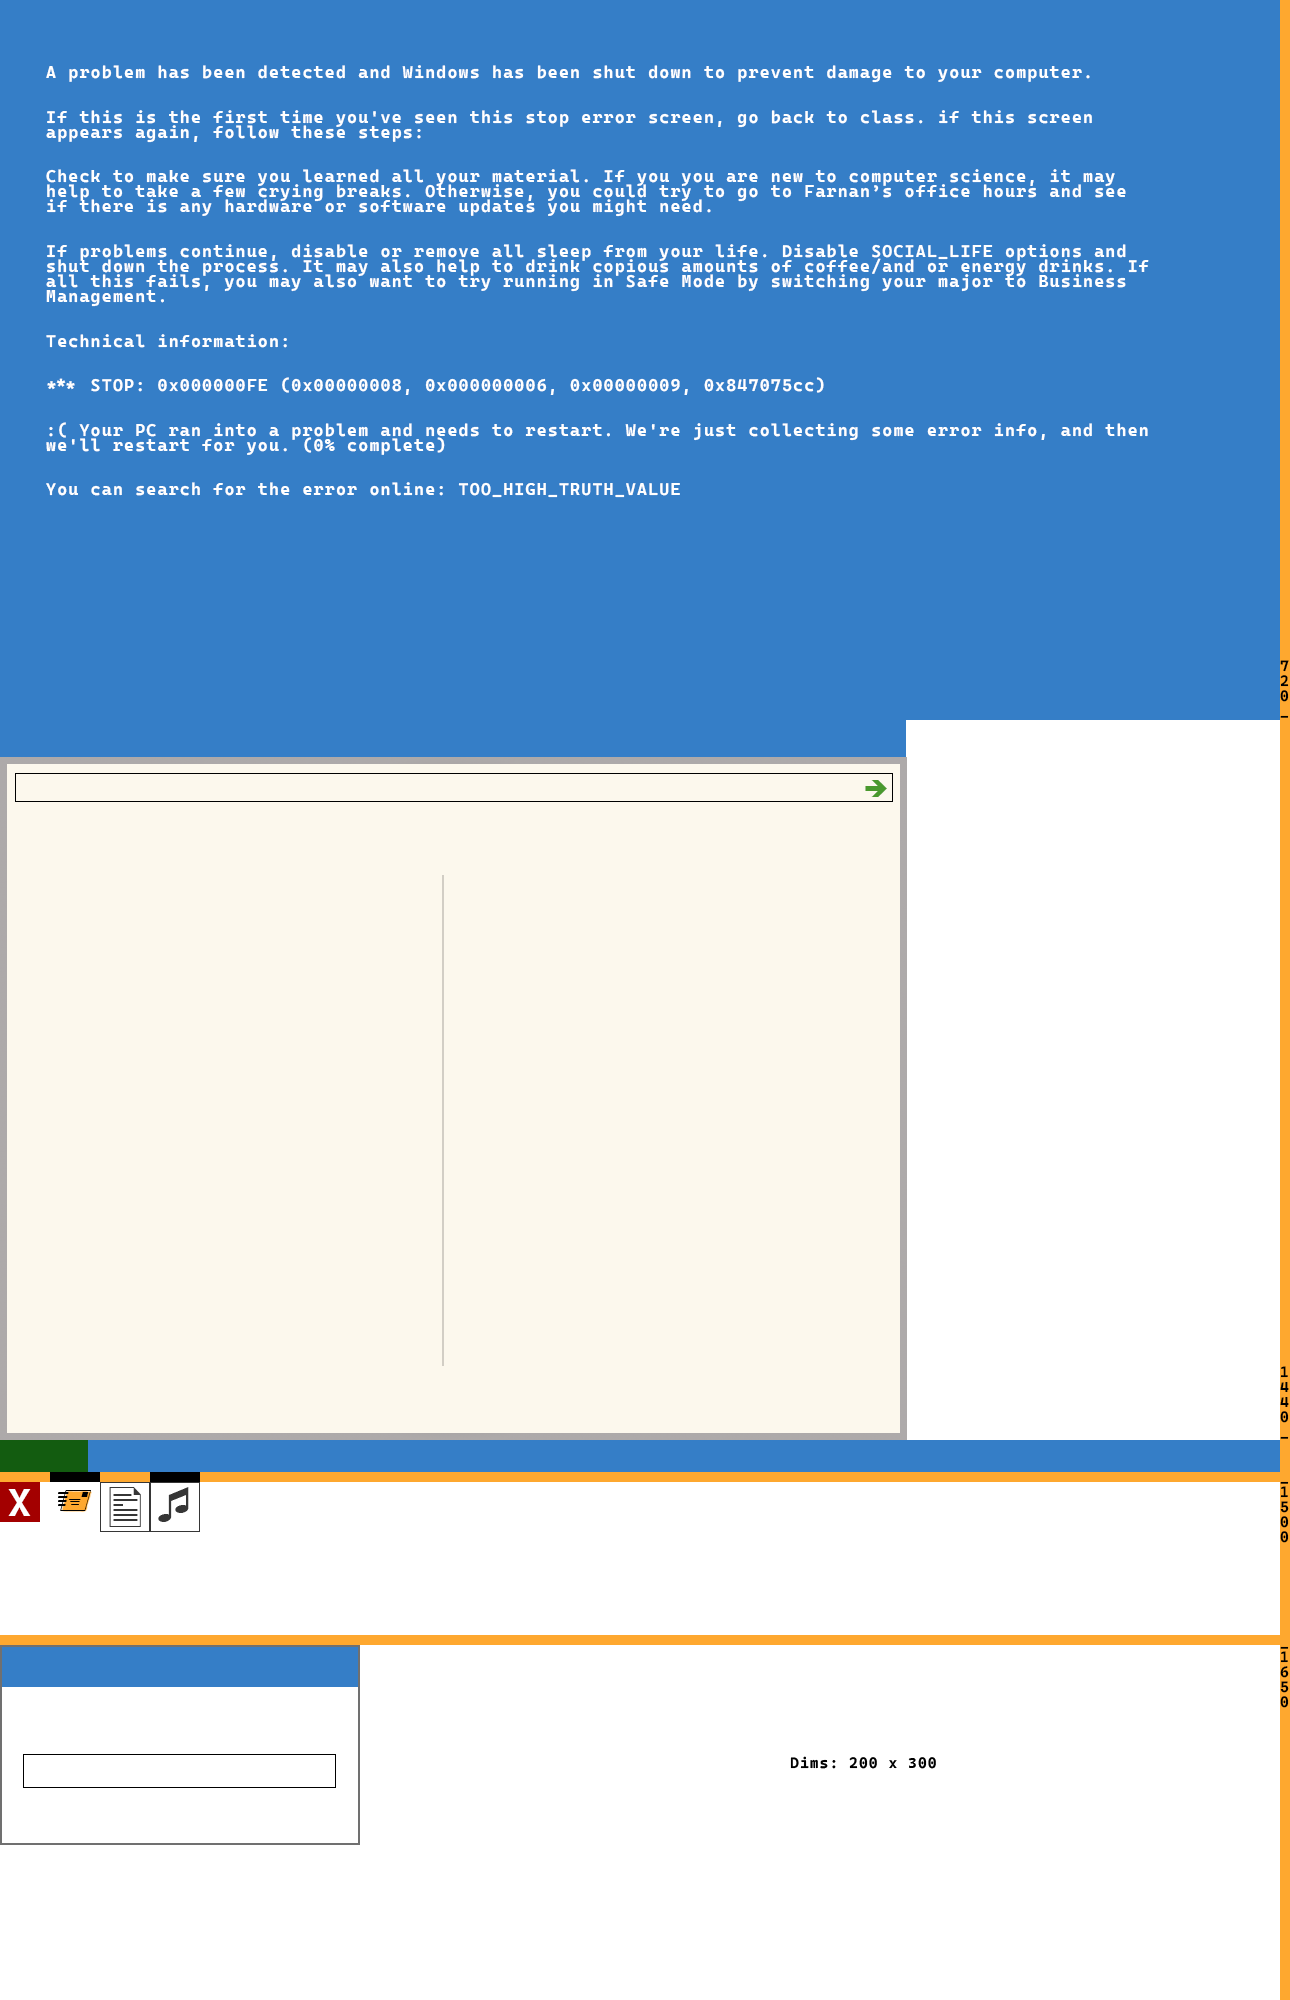 A problem has been detected and Windows has been shut down to prevent damage to your computer.
If this is the first time you've seen this stop error screen, go back to class. if this screen
appears again, follow these steps:
Check to make sure you learned all your material. If you you are new to computer science, it may
help to take a few crying breaks. Otherwise, you could try to go to Farnan’s office hours and see
if there is any hardware or software updates you might need.
If problems continue, disable or remove all sleep from your life. Disable SOCIAL_LIFE options and
shut down the process. It may also help to drink copious amounts of coffee/and or energy drinks. If
all this fails, you may also want to try running in Safe Mode by switching your major to Business
Management.
Technical information:
*** STOP: 0x000000FE (0x00000008, 0x000000006, 0x00000009, 0x847075cc)
:( Your PC ran into a problem and needs to restart. We're just collecting some error info, and then
we'll restart for you. (0% complete)
You can search for the error online: TOO_HIGH_TRUTH_VALUE
720_
1440_
X
_1500
_1650
Dims: 200 x 300